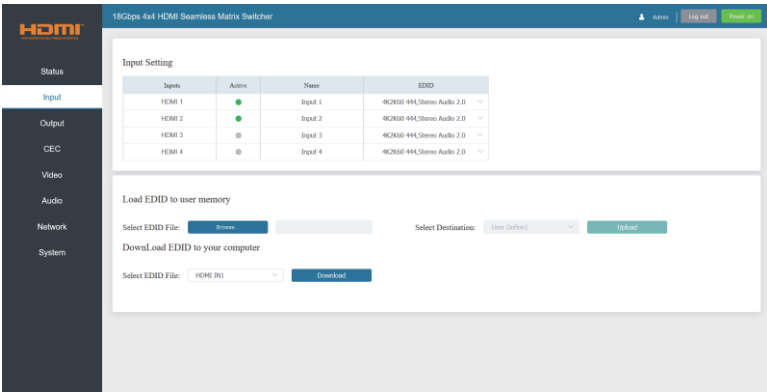 HDMI
18Gbps 4x4 HDMI Seamless Matrix Switcher
Admin
Log out
Power on
Status
Input
Output
CEC
Video
Audio
Network
System
Input Setting
Inputs Active Name EDID
HDMI 1 Input 1 4K2K60 444,Stereo Audio 2.0
HDMI 2 Input 2 4K2K60 444,Stereo Audio 2.0
HDMI 3 Input 3 4K2K60 444,Stereo Audio 2.0
HDMI 4 Input 4 4K2K60 444,Stereo Audio 2.0
Load EDID to user memory
Select EDID File: Browse... Select Destination: User Defined Upload
DownLoad EDID to your computer
Select EDID File: HDMI IN1 Download